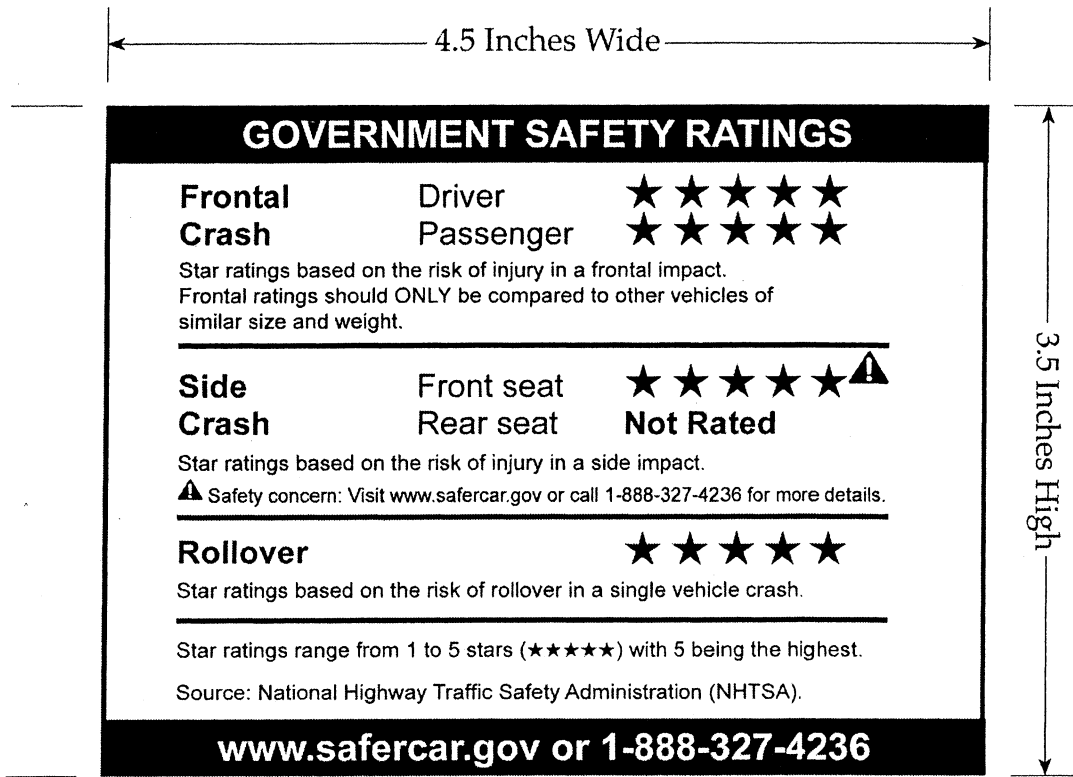 4.5 Inches Wide
GOVERNMENT SAFETY RATINGS
Frontal Driver ★★★★★
Crash Passenger ★★★★★
Star ratings based on the risk of injury in a frontal impact.
Frontal ratings should ONLY be compared to other vehicles of
similar size and weight.
Side Front seat ★★★★★⚠
Crash Rear seat Not Rated
Star ratings based on the risk of injury in a side impact.
⚠ Safety concern: Visit www.safercar.gov or call 1-888-327-4236 for more details.
Rollover ★★★★★
Star ratings based on the risk of rollover in a single vehicle crash.
Star ratings range from 1 to 5 stars (★★★★★) with 5 being the highest.
Source: National Highway Traffic Safety Administration (NHTSA).
www.safercar.gov or 1-888-327-4236
3.5 Inches High